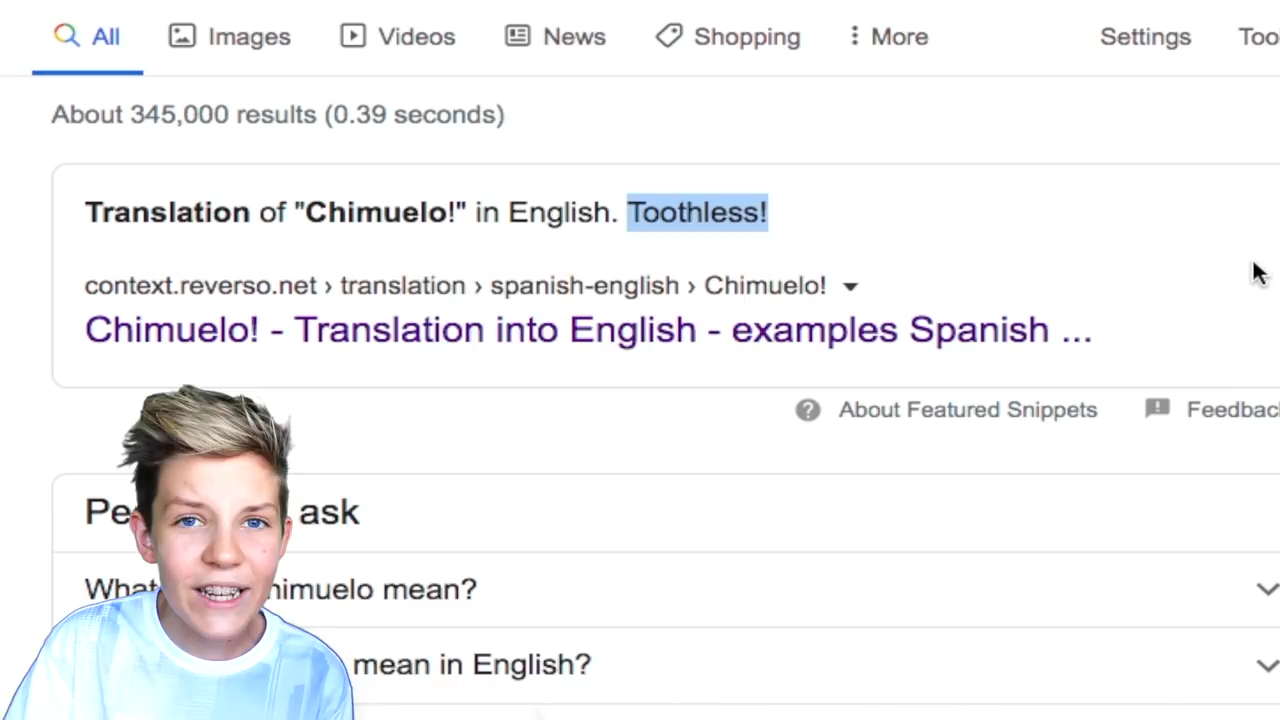 All Images Videos News Shopping More Settings
About 345,000 results (0.39 seconds)
Translation of "Chimuelo!" in English. Toothless!
context.reverso.net › translation › spanish-english › Chimuelo!
Chimuelo! - Translation into English - examples Spanish ...
About Featured Snippets
ask
mean?
mean in English?